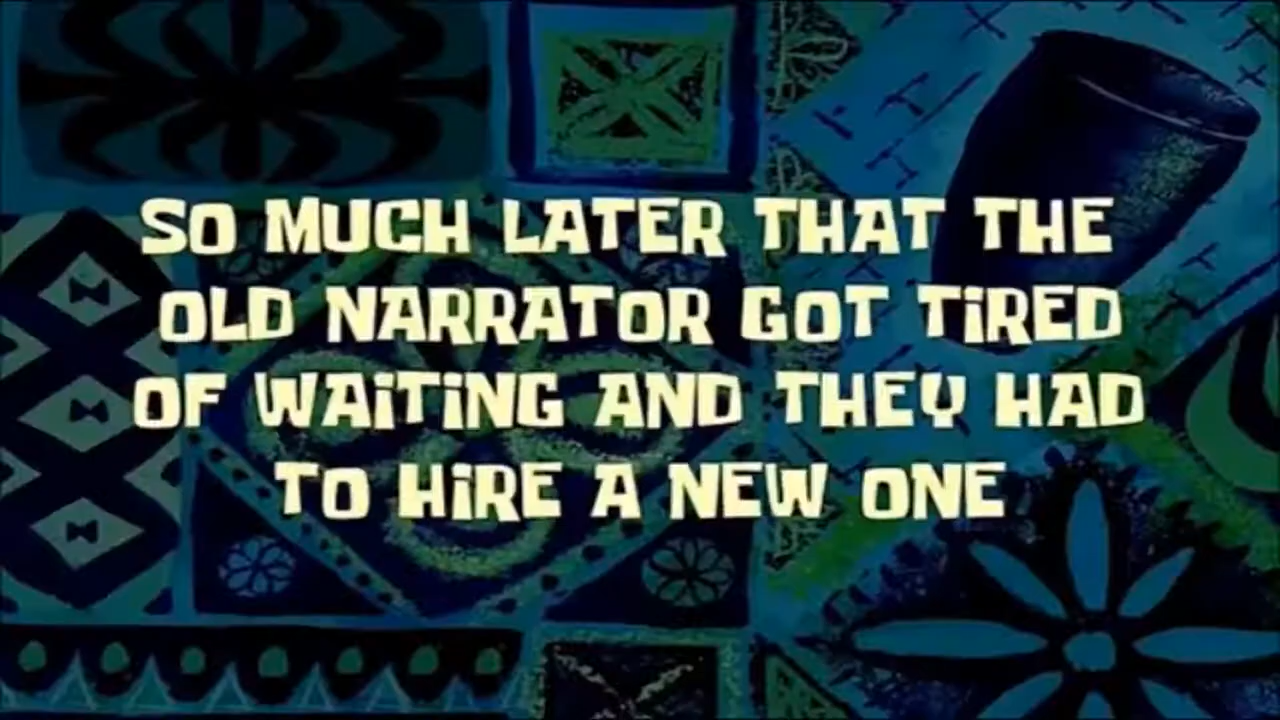 SO MUCH LATER THAT THE
OLD NARRATOR GOT TiRED
OF WAiTiNG AND THEY HAD
TO HiRE A NEW ONE